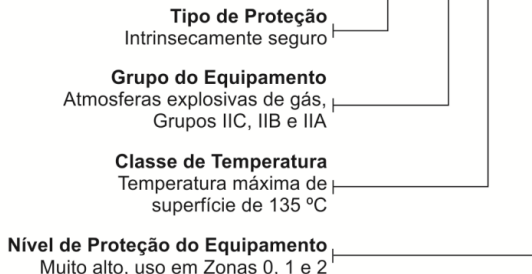 Tipo de Proteção
Intrinsecamente seguro
Grupo do Equipamento
Atmosferas explosivas de gás,
Grupos IIC, IIB e IIA
Classe de Temperatura
Temperatura máxima de
superfície de 135 ºC
Nível de Proteção do Equipamento
Muito alto, uso em Zonas 0, 1 e 2